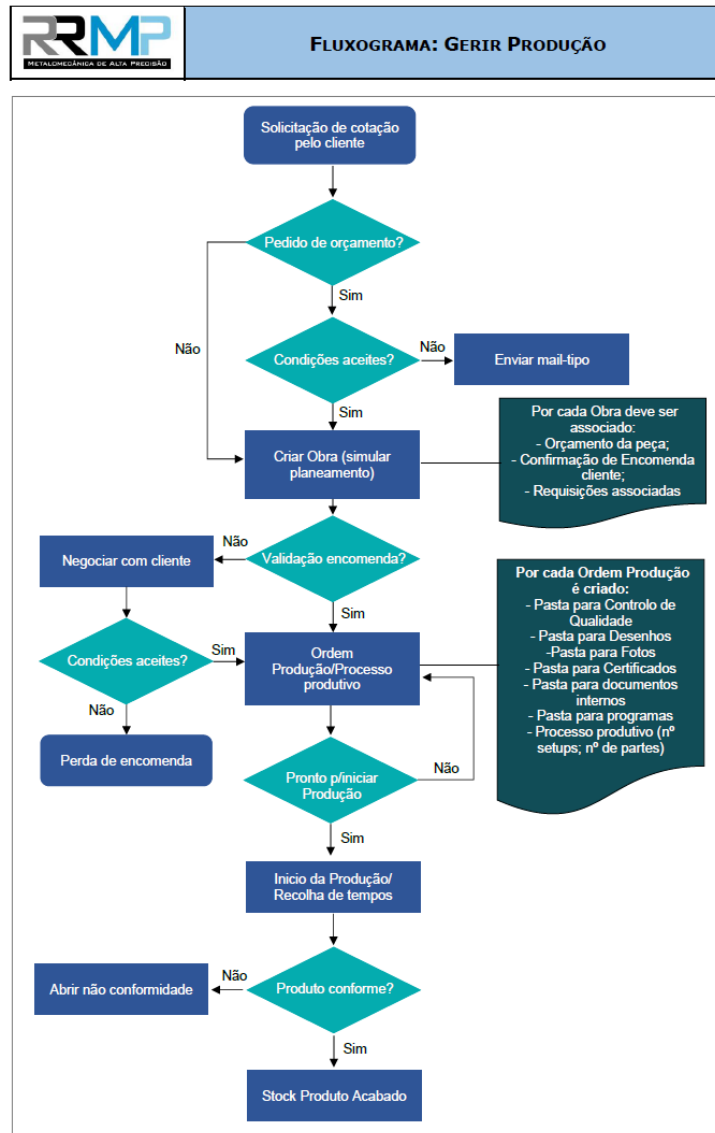 RRMP
METALOMECÂNICA DE ALTA PRECISÃO
FLUXOGRAMA: GERIR PRODUÇÃO
Solicitação de cotação
pelo cliente
Pedido de orçamento?
Sim
Não
Condições aceites?
Não
Enviar mail-tipo
Sim
Criar Obra (simular
planeamento)
Por cada Obra deve ser
associado:
- Orçamento da peça;
- Confirmação de Encomenda
cliente;
- Requisições associadas
Validação encomenda?
Não
Negociar com cliente
Sim
Condições aceites?
Sim
Ordem
Produção/Processo
produtivo
Por cada Ordem Produção
é criado:
- Pasta para Controlo de
Qualidade
- Pasta para Desenhos
-Pasta para Fotos
- Pasta para Certificados
- Pasta para documentos
internos
- Pasta para programas
- Processo produtivo (nº
setups; nº de partes)
Não
Perda de encomenda
Pronto p/iniciar
Produção
Não
Sim
Inicio da Produção/
Recolha de tempos
Produto conforme?
Não
Abrir não conformidade
Sim
Stock Produto Acabado